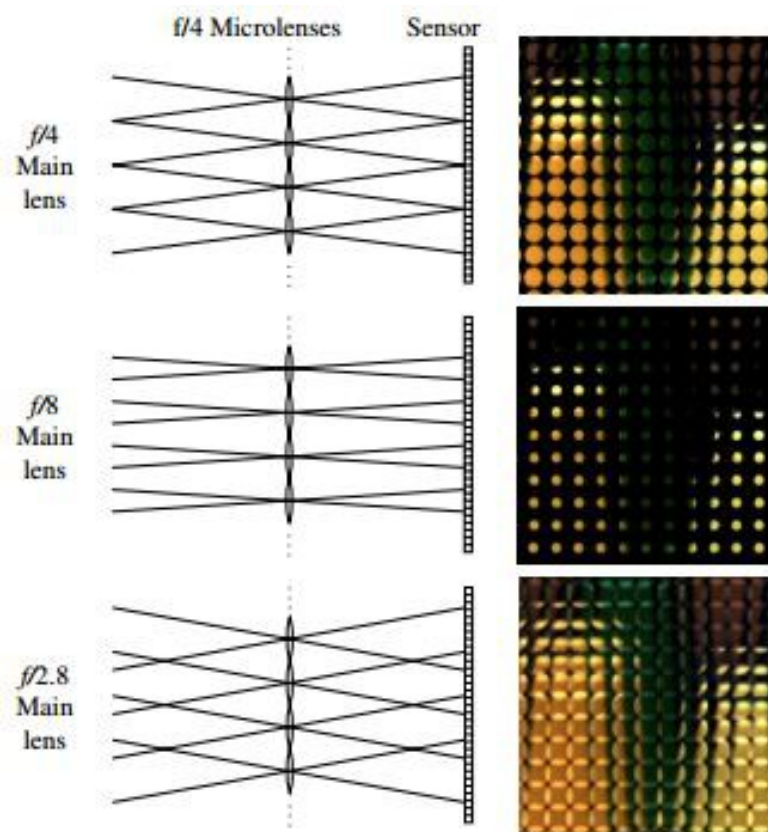 f/4 Microlenses Sensor
f/4
Main
lens
f/8
Main
lens
f/2.8
Main
lens